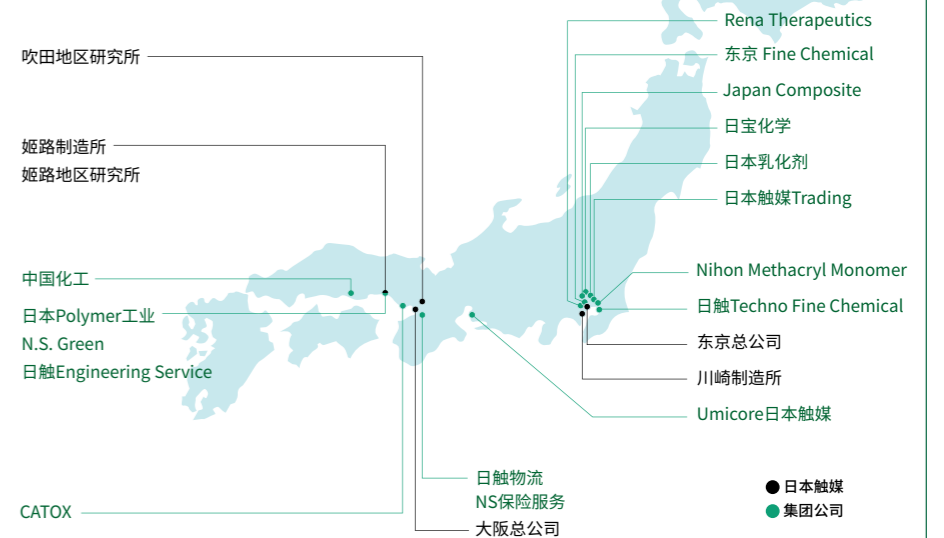 吹田地区研究所
姬路制造所
姬路地区研究所
中国化工
日本Polymer工业
N.S. Green
日触Engineering Service
CATOX
Rena Therapeutics
东京 Fine Chemical
Japan Composite
日宝化学
日本乳化剂
日本触媒Trading
Nihon Methacryl Monomer
日触Techno Fine Chemical
东京总公司
川崎制造所
Umicore日本触媒
日触物流
NS保险服务
大阪总公司
日本触媒
集团公司